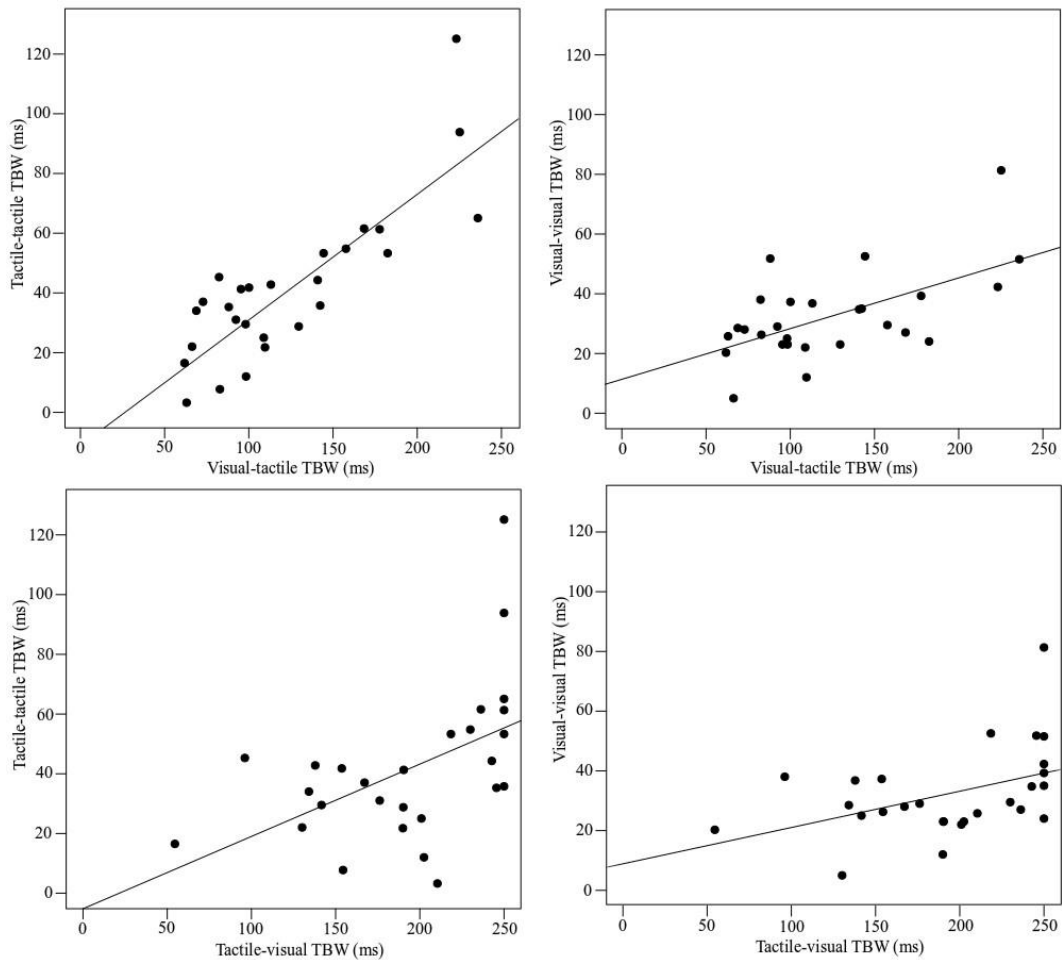 120
100
80
60
40
20
0
Tactile-tactile TBW (ms)
0 50 100 150 200 250
Visual-tactile TBW (ms)
120
100
80
60
40
20
0
Visual-visual TBW (ms)
0 50 100 150 200 250
Visual-tactile TBW (ms)
120
100
80
60
40
20
0
Tactile-tactile TBW (ms)
0 50 100 150 200 250
Tactile-visual TBW (ms)
120
100
80
60
40
20
0
Visual-visual TBW (ms)
0 50 100 150 200 250
Tactile-visual TBW (ms)